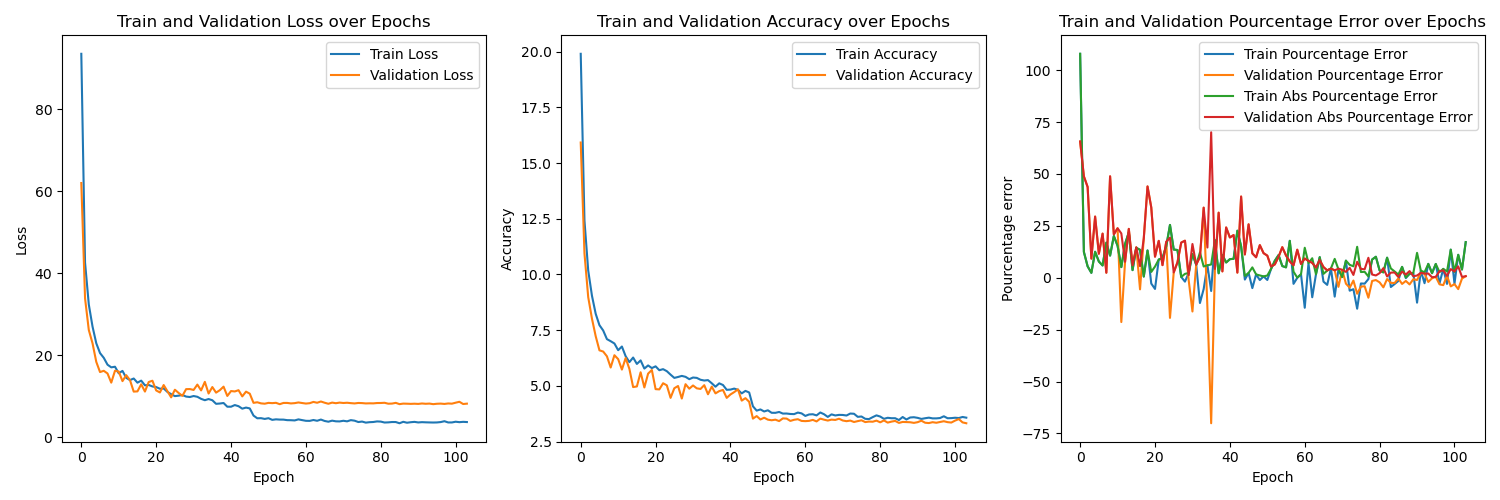 Train and Validation Loss over Epochs
Train Loss
Validation Loss
Loss
80
60
40
20
0
0 20 40 60 80 100
Epoch
Train and Validation Accuracy over Epochs
Train Accuracy
Validation Accuracy
Accuracy
20.0
17.5
15.0
12.5
10.0
7.5
5.0
2.5
0 20 40 60 80 100
Epoch
Train and Validation Pourcentage Error over Epochs
Train Pourcentage Error
Validation Pourcentage Error
Train Abs Pourcentage Error
Validation Abs Pourcentage Error
Pourcentage error
100
75
50
25
0
−25
−50
−75
0 20 40 60 80 100
Epoch